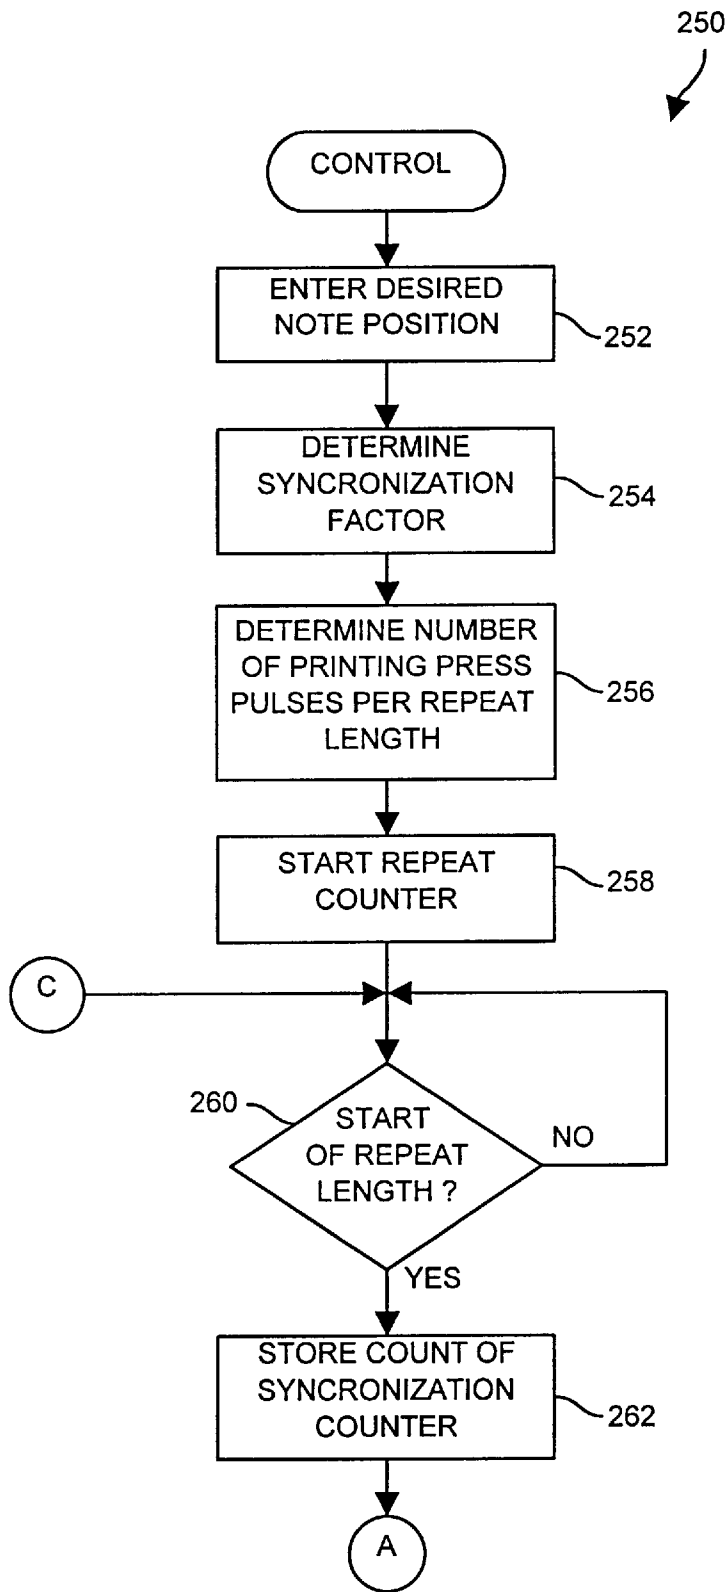 250
CONTROL
ENTER DESIRED
NOTE POSITION
252
DETERMINE
SYNCRONIZATION
FACTOR
254
DETERMINE NUMBER
OF PRINTING PRESS
PULSES PER REPEAT
LENGTH
256
START REPEAT
COUNTER
258
C
260
START
OF REPEAT
LENGTH ?
NO
YES
STORE COUNT OF
SYNCRONIZATION
COUNTER
262
A